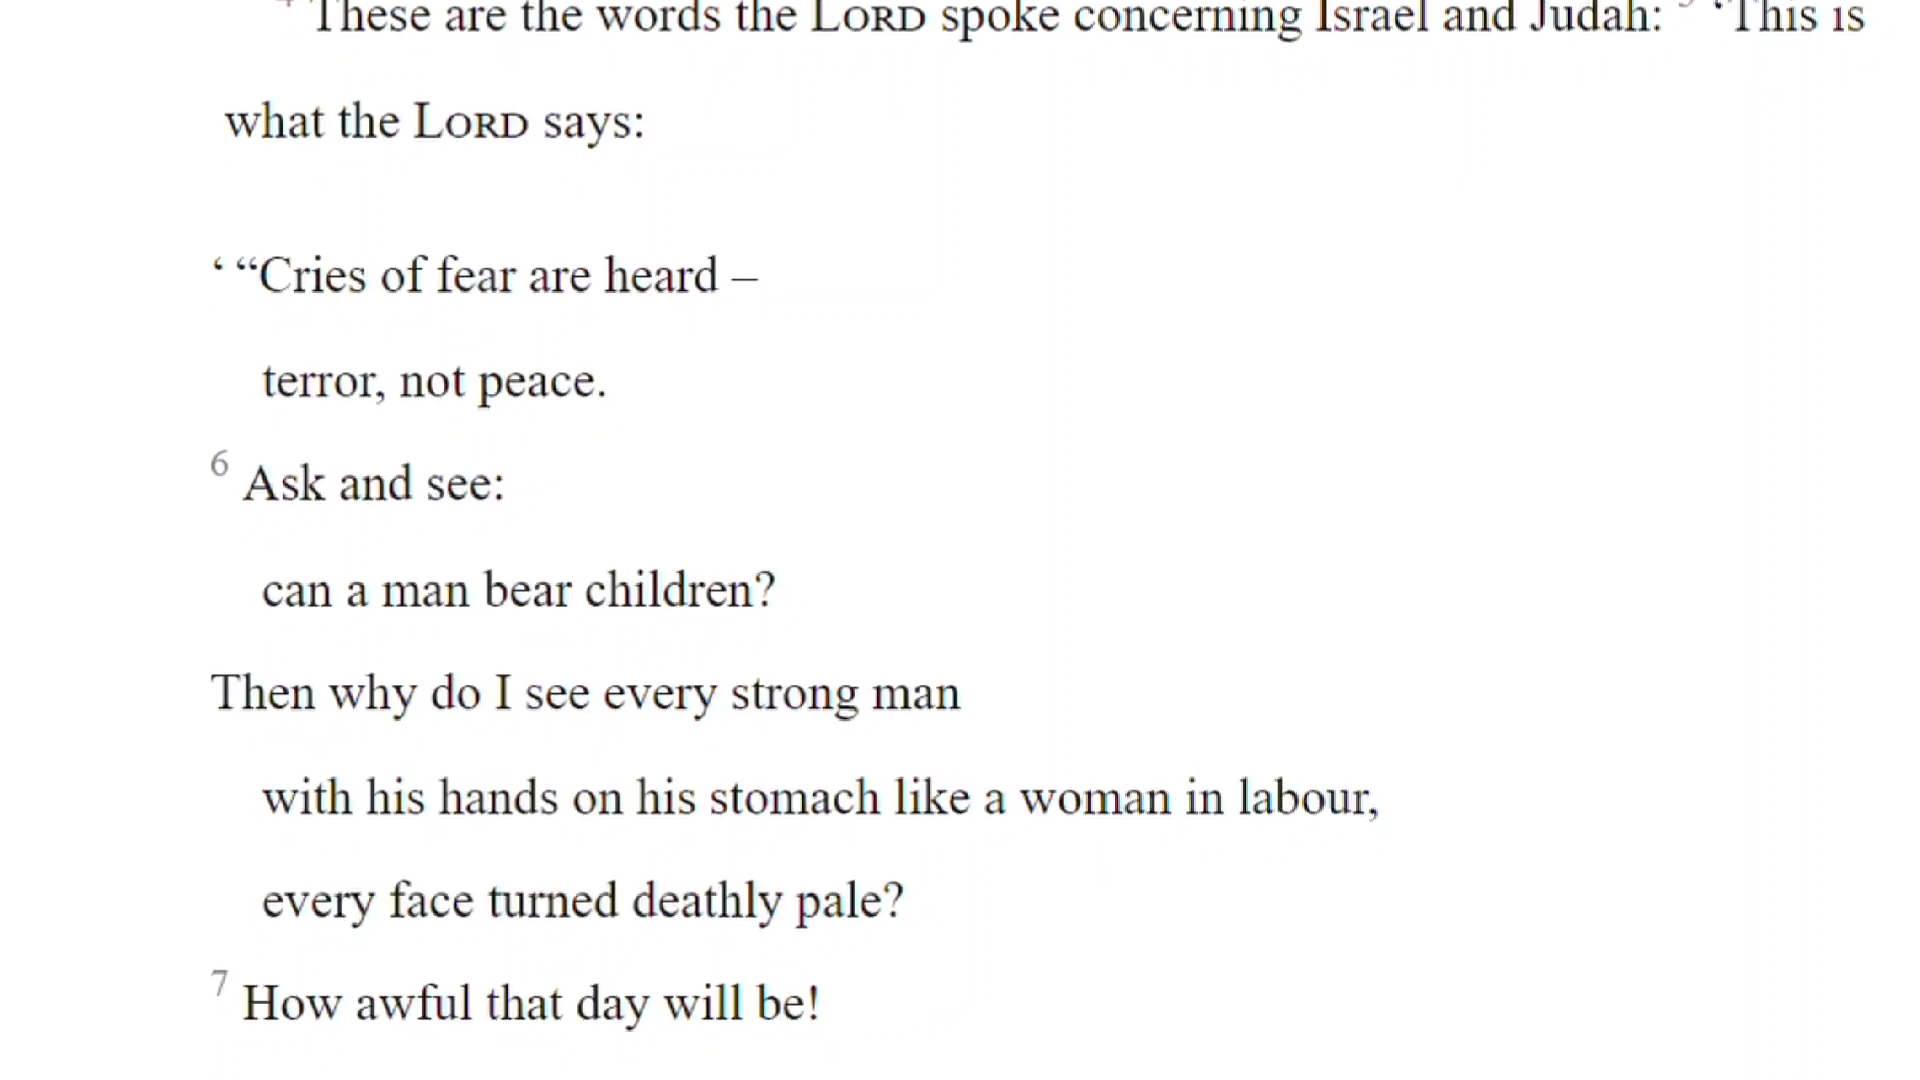 4 These are the words the LORD spoke concerning Israel and Judah: 5 ‘This is
what the LORD says:
‘ “Cries of fear are heard –
terror, not peace.
6 Ask and see:
can a man bear children?
Then why do I see every strong man
with his hands on his stomach like a woman in labour,
every face turned deathly pale?
7 How awful that day will be!